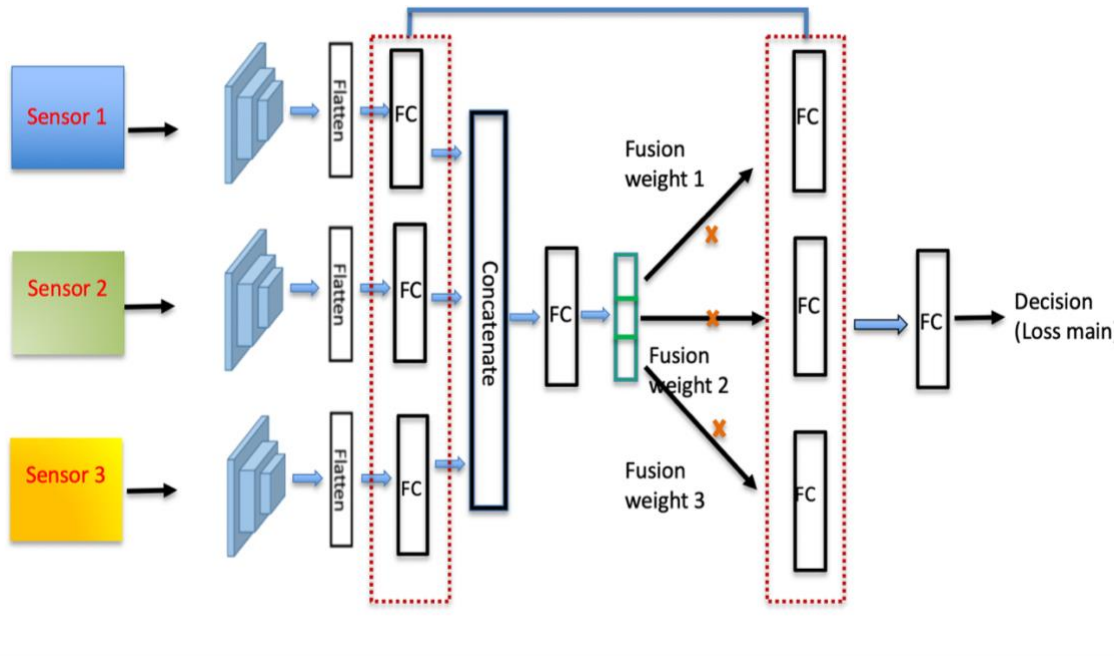 Sensor 1
Flatten
FC
Fusion
weight 1
FC
Sensor 2
Flatten
FC
Concatenate
FC
Fusion
weight 2
FC
FC
Decision
(Loss main)
Sensor 3
Flatten
FC
Fusion
weight 3
FC